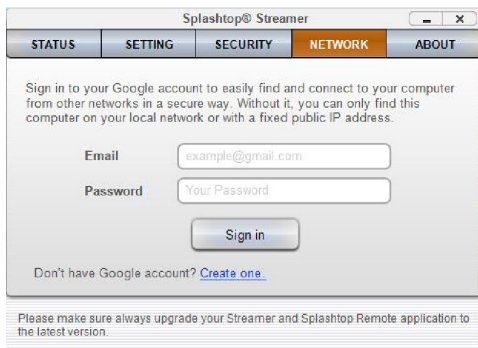 Splashtop® Streamer
STATUS SETTING SECURITY NETWORK ABOUT
Sign in to your Google account to easily find and connect to your computer
from other networks in a secure way. Without it, you can only find this
computer on your local network or with a fixed public IP address.
Email example@gmail.com
Password Your Password
Sign in
Don't have Google account? Create one.
Please make sure always upgrade your Streamer and Splashtop Remote application to
the latest version.